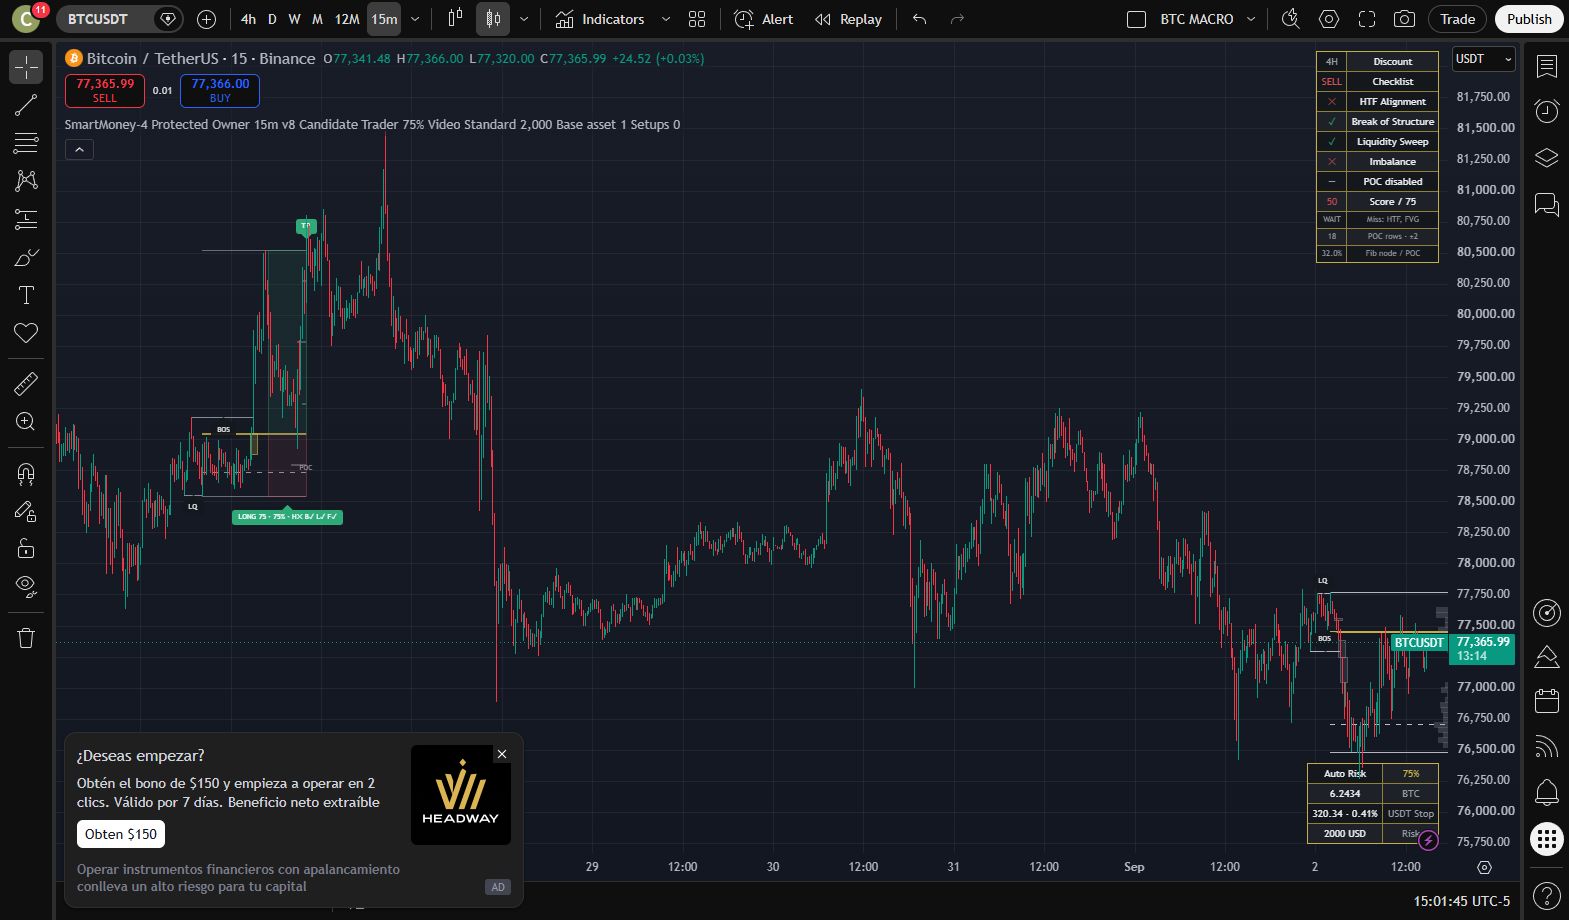 C 11 BTCUSDT 4h D W M 12M 15m Indicators Alert Replay BTC MACRO Trade Publish
Bitcoin / TetherUS · 15 · Binance O77,341.48 H77,366.00 L77,320.00 C77,365.99 +24.52 (+0.03%)
77,365.99 SELL
0.01
77,366.00 BUY
SmartMoney-4 Protected Owner 15m v8 Candidate Trader 75% Video Standard 2,000 Base asset 1 Setups 0
4H Discount
SELL Checklist
× HTF Alignment
✓ Break of Structure
✓ Liquidity Sweep
× Imbalance
– POC disabled
50 Score / 75
WAIT Miss: HTF, FVG
18 POC rows - ±2
32.0% Fib node / POC
USDT
81,750.00
81,500.00
81,250.00
81,000.00
80,750.00
80,500.00
80,250.00
80,000.00
79,750.00
79,500.00
79,250.00
79,000.00
78,750.00
78,500.00
78,250.00
78,000.00
77,750.00
77,500.00
BTCUSDT 77,365.99
13:14
77,000.00
76,750.00
76,500.00
76,250.00
76,000.00
75,750.00
TP
BOS
POC
LQ
LONG 75 - 75% - HX B✓ L✓ F✓
LQ
BOS
Auto Risk 75%
6.2434 BTC
320.34 - 0.41% USDT Stop
2000 USD Risk
¿Deseas empezar?
Obtén el bono de $150 y empieza a operar en 2
clics. Válido por 7 días. Beneficio neto extraíble
Obten $150
HEADWAY
Operar instrumentos financieros con apalancamiento
conlleva un alto riesgo para tu capital
AD
29 12:00 30 12:00 31 12:00 Sep 12:00 2 12:00
15:01:45 UTC-5